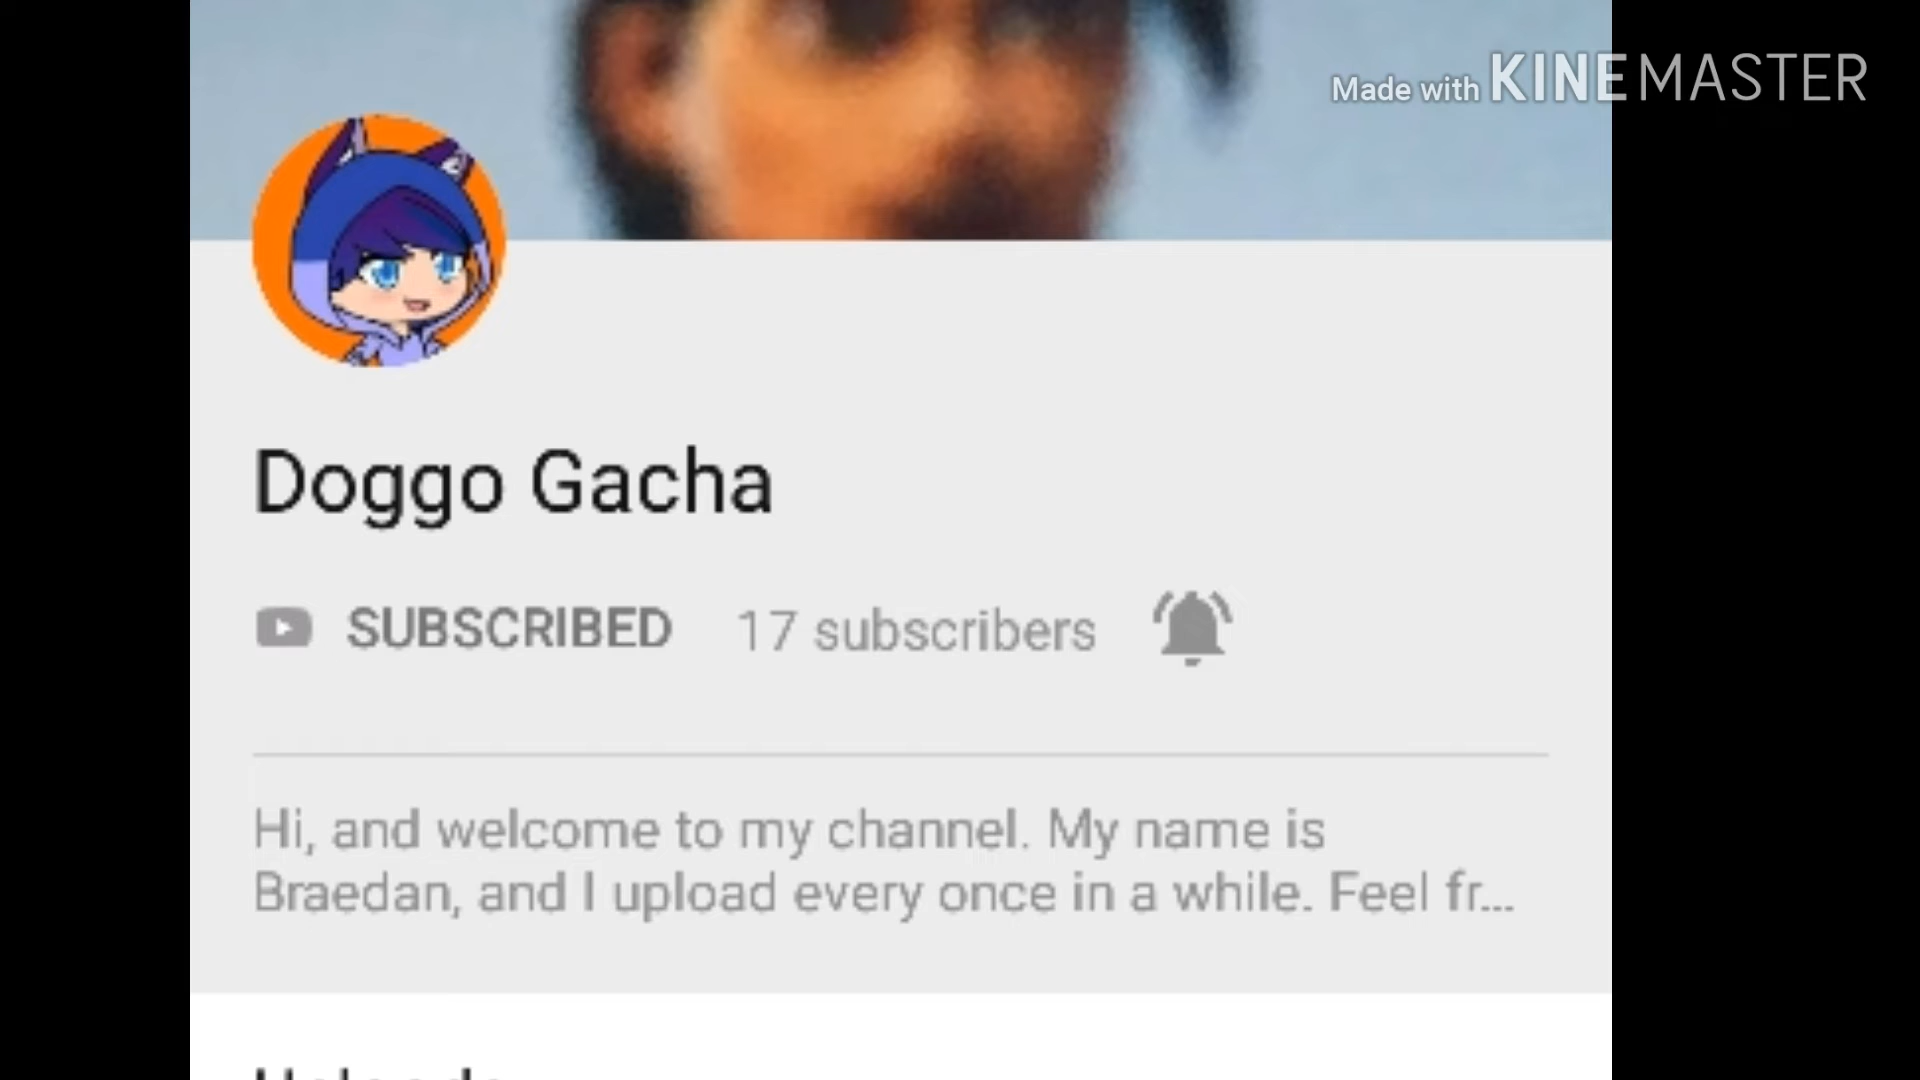 Made with KINEMASTER
Doggo Gacha
SUBSCRIBED 17 subscribers
Hi, and welcome to my channel. My name is
Braedan, and I upload every once in a while. Feel fr...